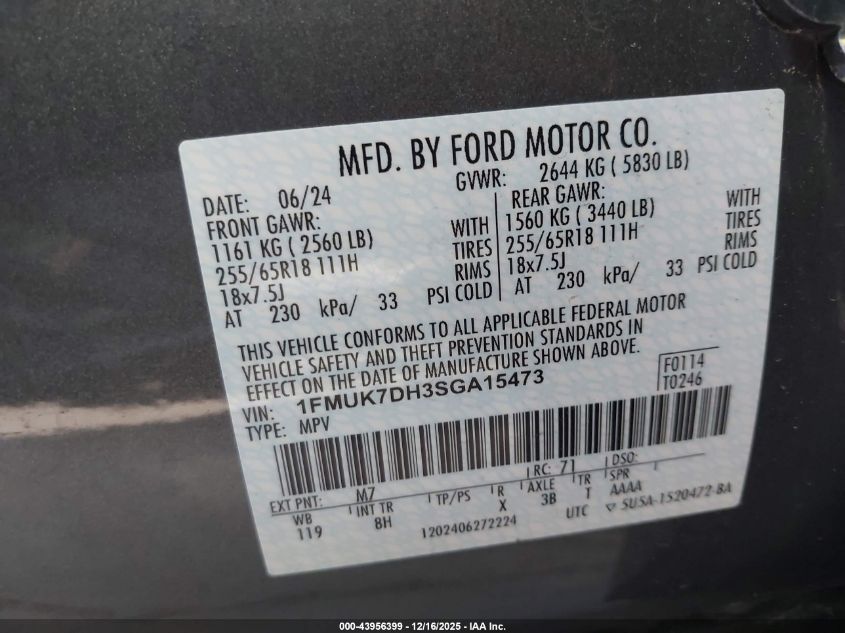 MFD. BY FORD MOTOR CO.
DATE: 06/24 GVWR: 2644 KG ( 5830 LB)
FRONT GAWR: REAR GAWR:
1161 KG ( 2560 LB) WITH 1560 KG ( 3440 LB) WITH
255/65R18 111H TIRES 255/65R18 111H TIRES
18x7.5J RIMS 18x7.5J RIMS
AT 230 kPa/ 33 PSI COLD AT 230 kPa/ 33 PSI COLD
THIS VEHICLE CONFORMS TO ALL APPLICABLE FEDERAL MOTOR
VEHICLE SAFETY AND THEFT PREVENTION STANDARDS IN
EFFECT ON THE DATE OF MANUFACTURE SHOWN ABOVE.
VIN: 1FMUK7DH3SGA15473 F0114
TYPE: MPV T0246
EXT PNT: M7 RC: 71 DSO:
WB INT TR TP/PS R AXLE TR SPR
119 8H X 3B T AAAA
1202406272224 UTC ▽ SU5A-1520472-BA
000-43956399 - 12/16/2025 - IAA Inc.